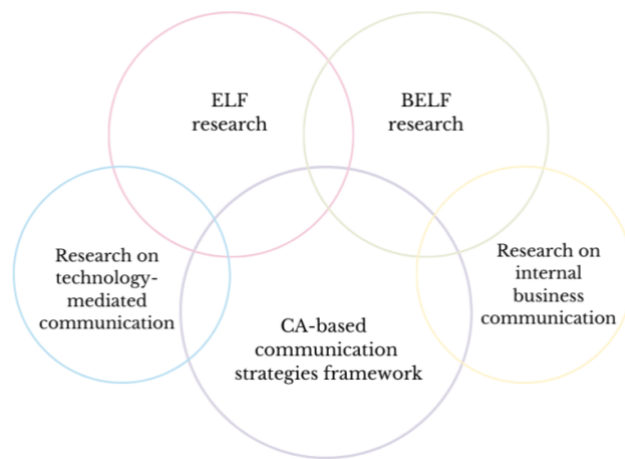 ELF
research
BELF
research
Research on
technology-
mediated
communication
Research on
internal
business
communication
CA-based
communication
strategies framework